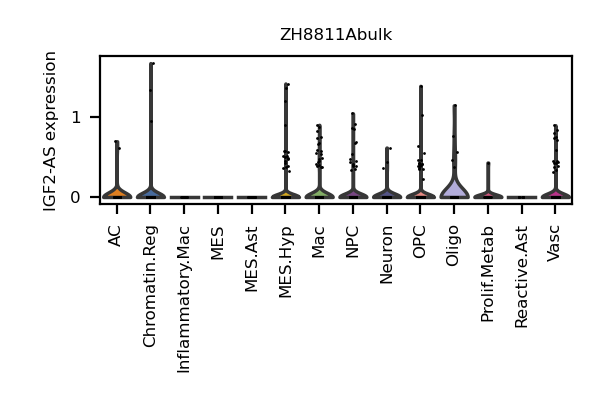 ZH8811Abulk
IGF2-AS expression
1
0
AC
Chromatin.Reg
Inflammatory.Mac
MES
MES.Ast
MES.Hyp
Mac
NPC
Neuron
OPC
Oligo
Prolif.Metab
Reactive.Ast
Vasc